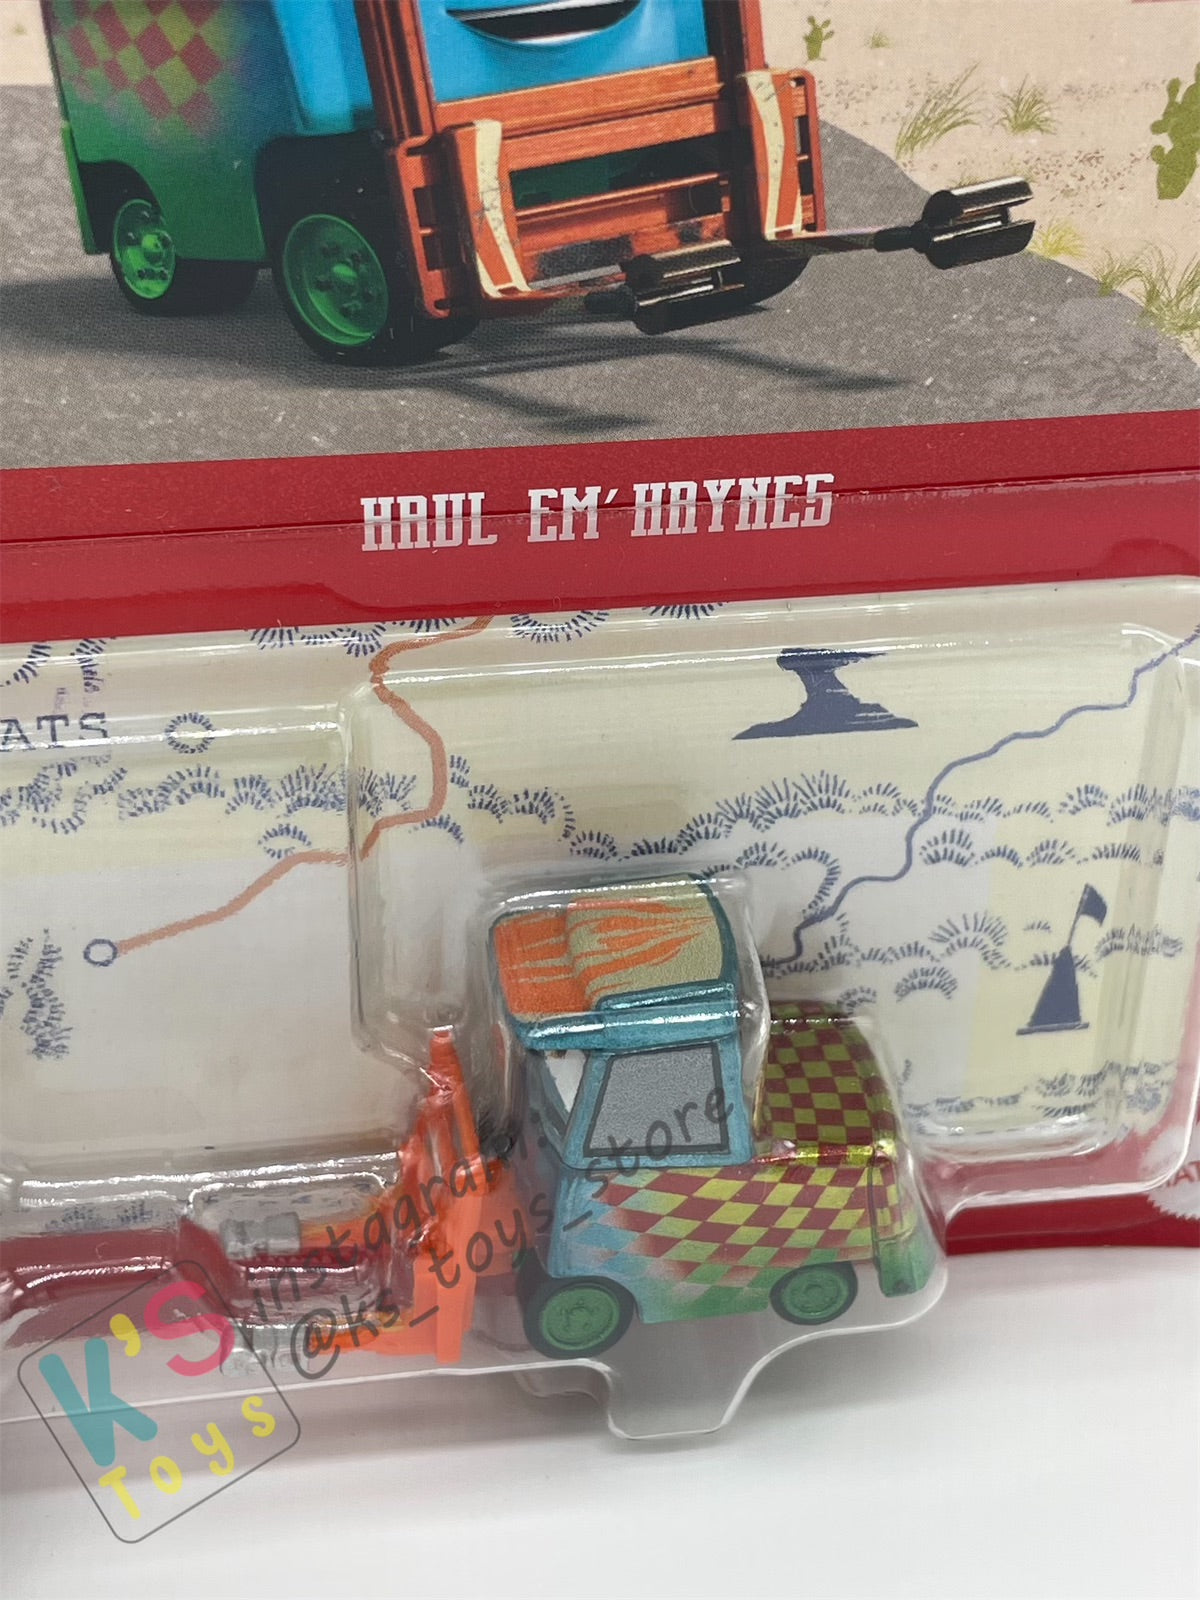 HAUL EM' HAYNES
ATS
instagram:
@ks_toys_store
K'S
Toys